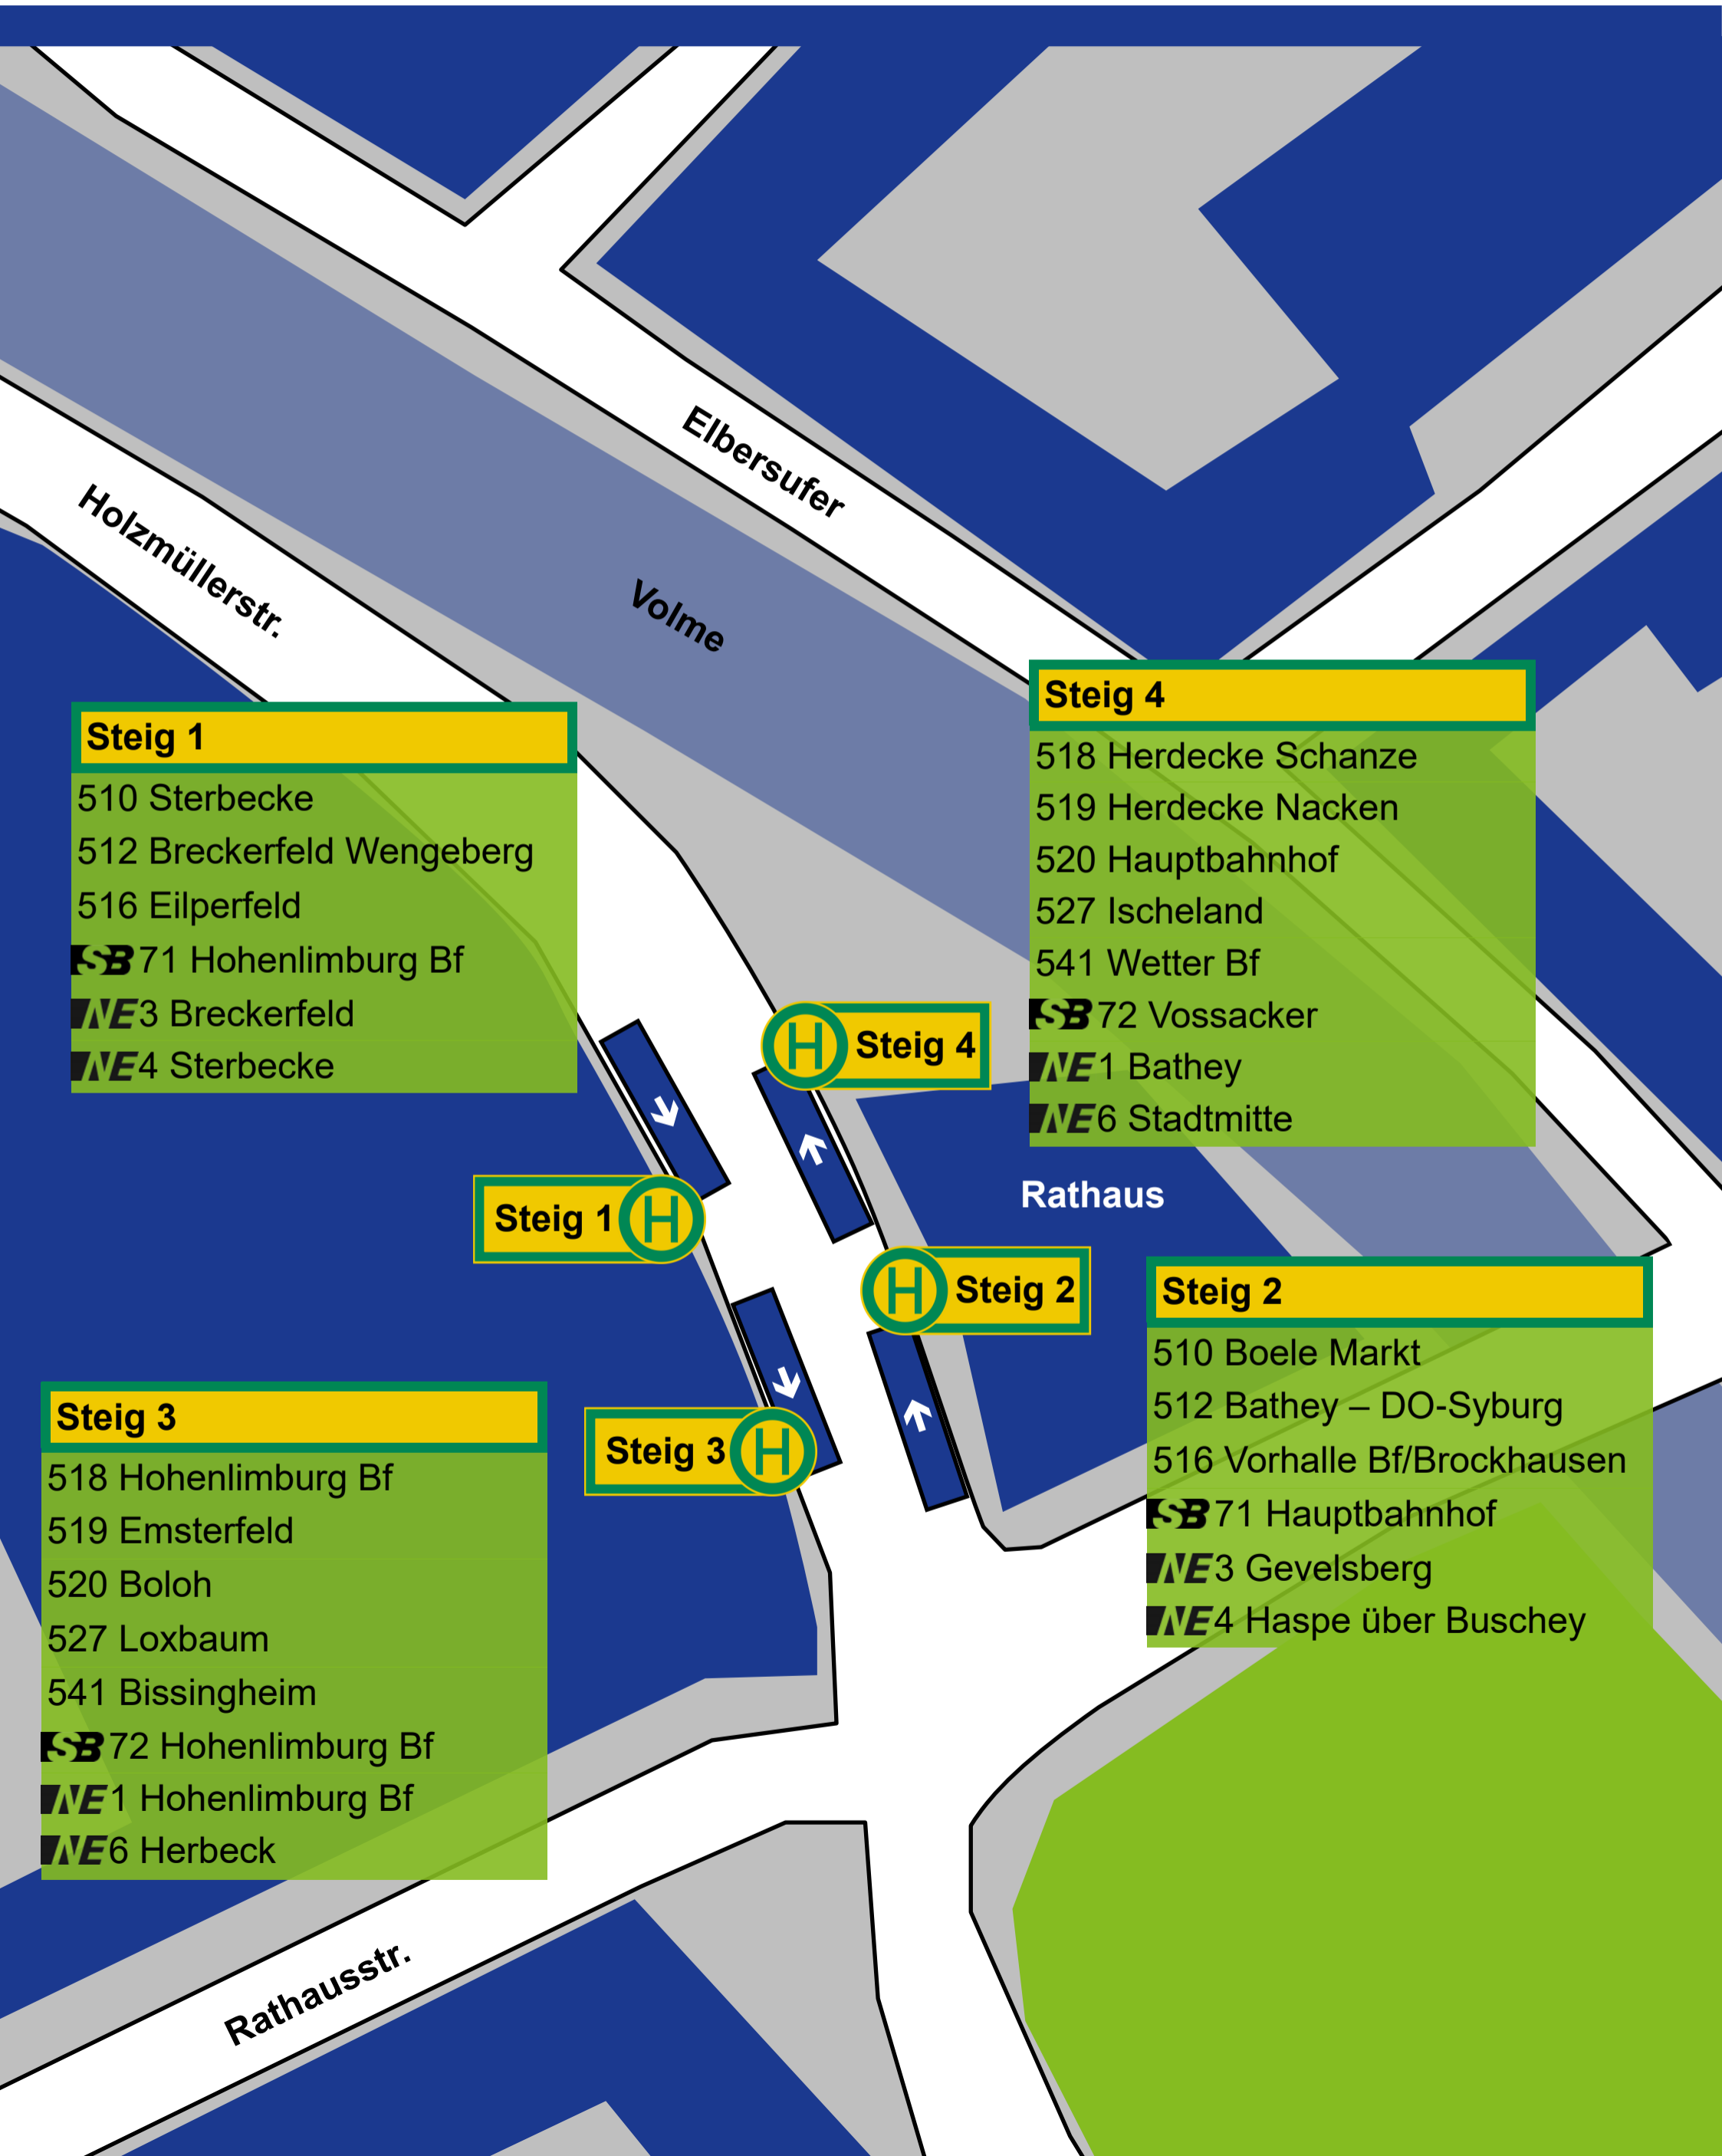 Elbersufer
Holzmüllerstr.
Volme
Steig 4
518 Herdecke Schanze
519 Herdecke Nacken
520 Hauptbahnhof
527 Ischeland
541 Wetter Bf
SB 72 Vossacker
NE 1 Bathey
NE 6 Stadtmitte
Steig 1
510 Sterbecke
512 Breckerfeld Wengeberg
516 Eilperfeld
SB 71 Hohenlimburg Bf
NE 3 Breckerfeld
NE 4 Sterbecke
H Steig 4
Rathaus
Steig 1 H
H Steig 2
Steig 2
510 Boele Markt
512 Bathey – DO-Syburg
516 Vorhalle Bf/Brockhausen
SB 71 Hauptbahnhof
NE 3 Gevelsberg
NE 4 Haspe über Buschey
Steig 3 H
Steig 3
518 Hohenlimburg Bf
519 Emsterfeld
520 Boloh
527 Loxbaum
541 Bissingheim
SB 72 Hohenlimburg Bf
NE 1 Hohenlimburg Bf
NE 6 Herbeck
Rathausstr.